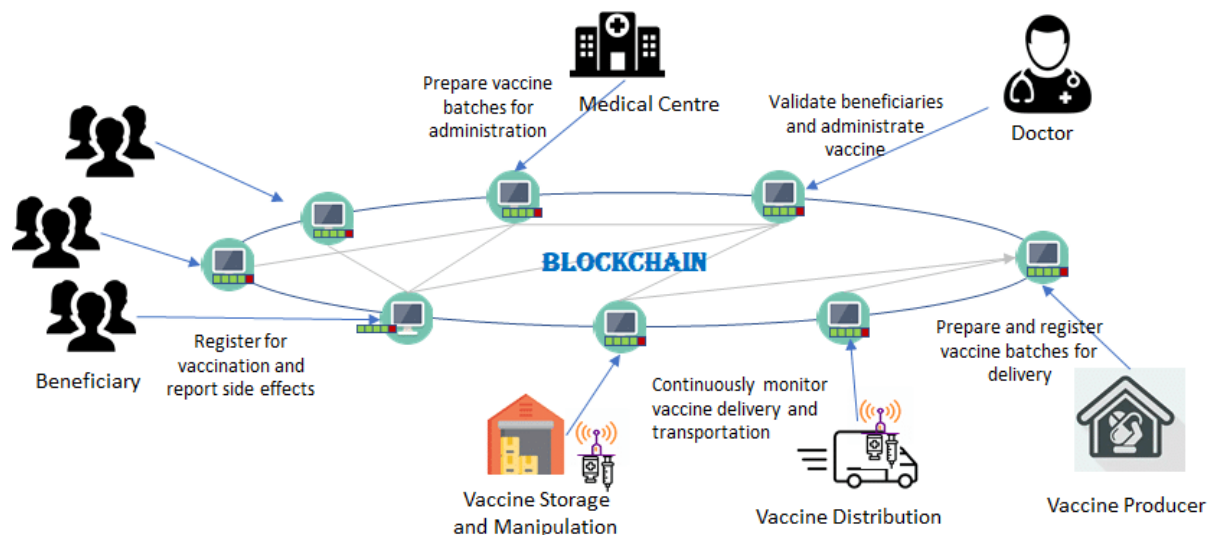 Prepare vaccine
batches for
administration
Medical Centre
Validate beneficiaries
and administrate
vaccine
Doctor
BLOCKCHAIN
Register for
vaccination and
report side effects
Beneficiary
Continuously monitor
vaccine delivery and
transportation
Prepare and register
vaccine batches for
delivery
Vaccine Storage
and Manipulation
Vaccine Distribution
Vaccine Producer